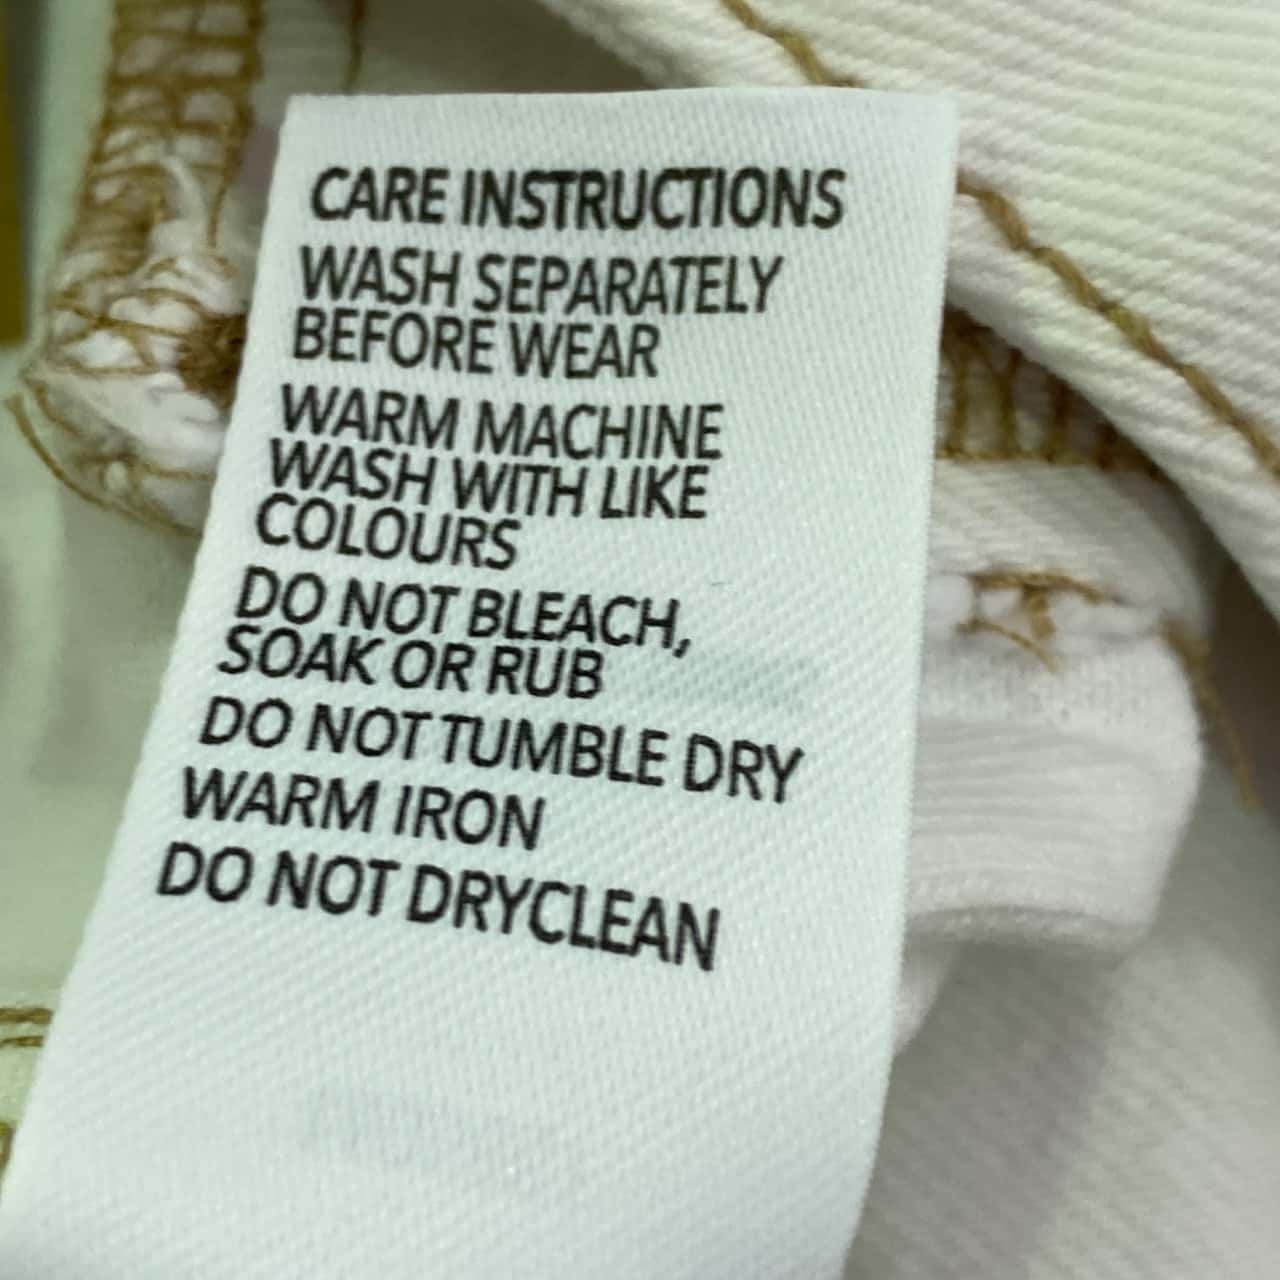 CARE INSTRUCTIONS
WASH SEPARATELY
BEFORE WEAR
WARM MACHINE
WASH WITH LIKE
COLOURS
DO NOT BLEACH,
SOAK OR RUB
DO NOT TUMBLE DRY
WARM IRON
DO NOT DRYCLEAN